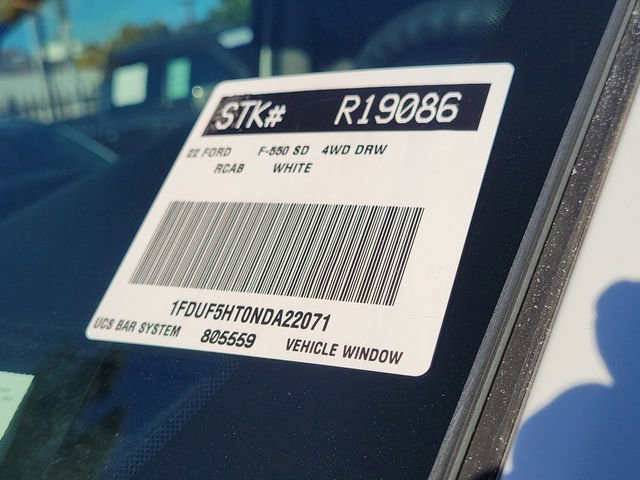 STK# R19086
22 FORD F-550 SD 4WD DRW
RCAB WHITE
1FDUF5HT0NDA22071
UCS BAR SYSTEM 805559 VEHICLE WINDOW